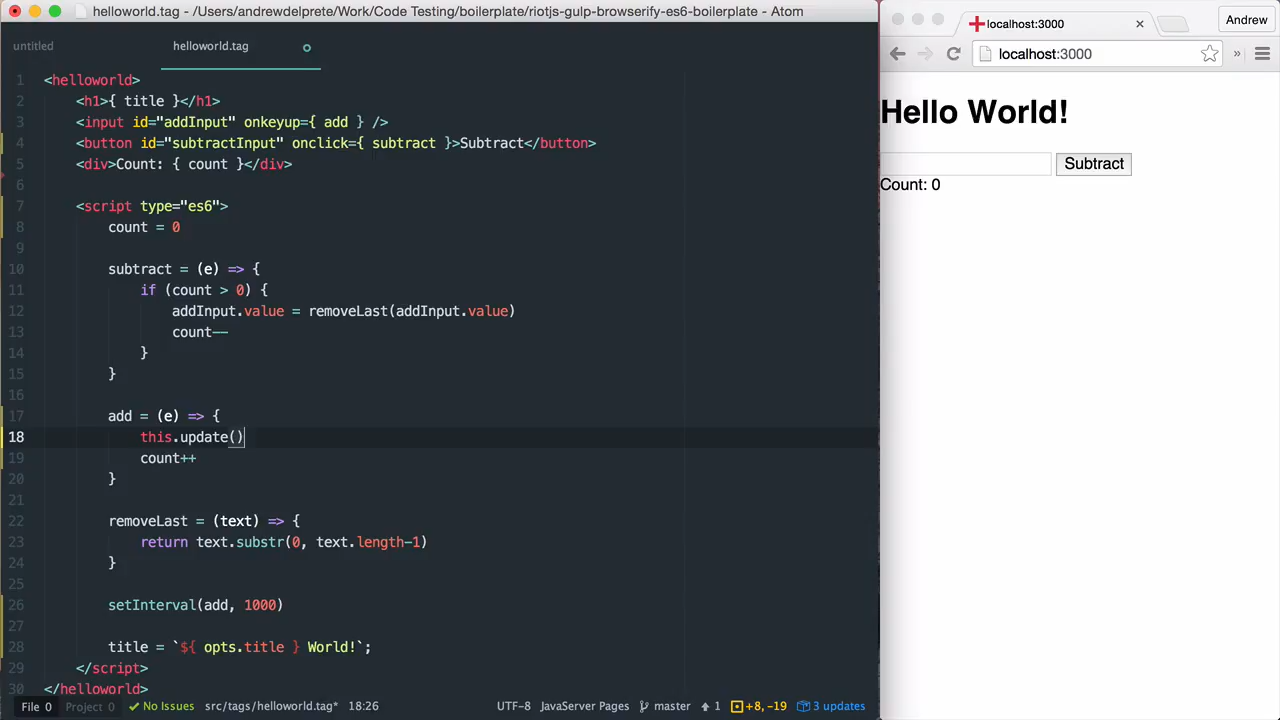 helloworld.tag - /Users/andrewdelprete/Work/Code Testing/boilerplate/riotjs-gulp-browserify-es6-boilerplate - Atom
untitled
helloworld.tag
1 <helloworld>
2 <h1>{ title }</h1>
3 <input id="addInput" onkeyup={ add } />
4 <button id="subtractInput" onclick={ subtract }>Subtract</button>
5 <div>Count: { count }</div>
6
7 <script type="es6">
8 count = 0
9
10 subtract = (e) => {
11 if (count > 0) {
12 addInput.value = removeLast(addInput.value)
13 count--
14 }
15 }
16
17 add = (e) => {
18 this.update()
19 count++
20 }
21
22 removeLast = (text) => {
23 return text.substr(0, text.length-1)
24 }
25
26 setInterval(add, 1000)
27
28 title = `${ opts.title } World!`;
29 </script>
30 </helloworld>
File 0 Project 0 No Issues src/tags/helloworld.tag* 18:26 UTF-8 JavaServer Pages master 1 +8, -19 3 updates
localhost:3000
Andrew
localhost:3000
Hello World!
Subtract
Count: 0